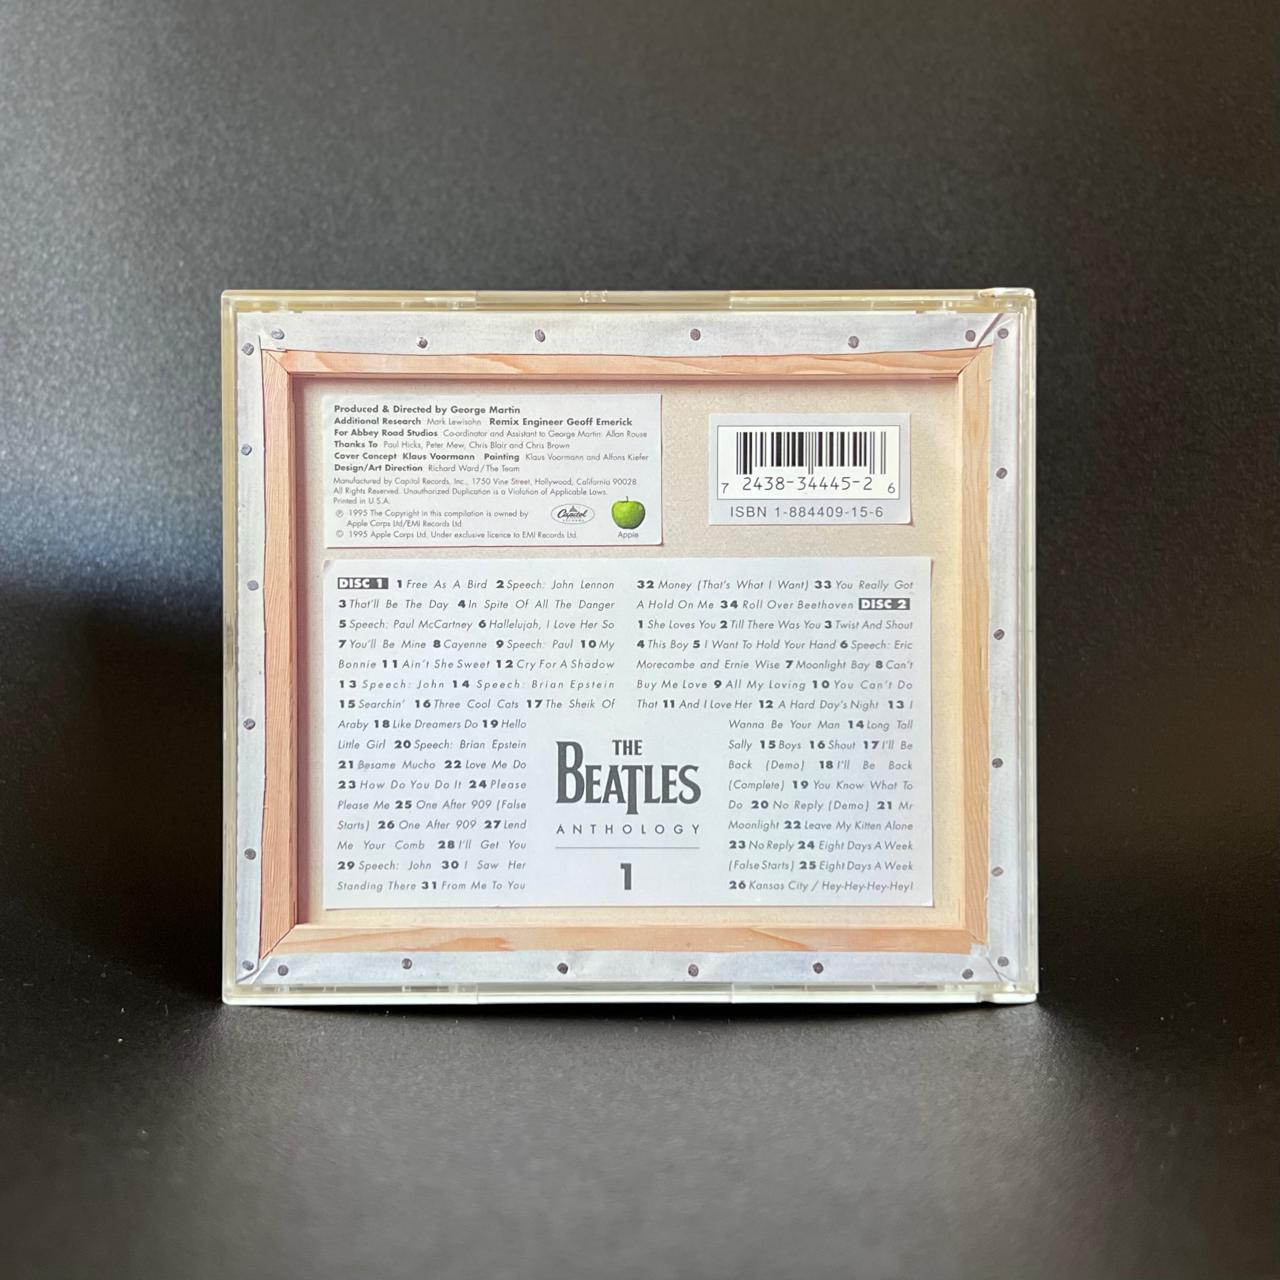 Produced & Directed by George Martin
Additional Research Mark Lewisohn Remix Engineer Geoff Emerick
For Abbey Road Studios Co-ordinator and Assistant to George Martin: Allan Rouse
Thanks To Paul Hicks, Peter Mew, Chris Blair and Chris Brown
Cover Concept Klaus Voormann Painting Klaus Voormann and Alfons Kiefer
Design/Art Direction Richard Ward/The Team
Manufactured by Capitol Records, Inc., 1750 Vine Street, Hollywood, California 90028
All Rights Reserved. Unauthorized Duplication is a Violation of Applicable Laws.
Printed in U.S.A.
℗ 1995 The Copyright in this compilation is owned by
Apple Corps Ltd/EMI Records Ltd.
© 1995 Apple Corps Ltd. Under exclusive licence to EMI Records Ltd.
Capitol
RECORDS
Apple
7 2438-34445-2 6
ISBN 1-884409-15-6
DISC 1 1 Free As A Bird 2 Speech: John Lennon
3 That'll Be The Day 4 In Spite Of All The Danger
5 Speech: Paul McCartney 6 Hallelujah, I Love Her So
7 You'll Be Mine 8 Cayenne 9 Speech: Paul 10 My
Bonnie 11 Ain't She Sweet 12 Cry For A Shadow
13 Speech: John 14 Speech: Brian Epstein
15 Searchin' 16 Three Cool Cats 17 The Sheik Of
Araby 18 Like Dreamers Do 19 Hello
Little Girl 20 Speech: Brian Epstein
21 Besame Mucho 22 Love Me Do
23 How Do You Do It 24 Please
Please Me 25 One After 909 (False
Starts) 26 One After 909 27 Lend
Me Your Comb 28 I'll Get You
29 Speech: John 30 I Saw Her
Standing There 31 From Me To You
32 Money (That's What I Want) 33 You Really Got
A Hold On Me 34 Roll Over Beethoven DISC 2
1 She Loves You 2 Till There Was You 3 Twist And Shout
4 This Boy 5 I Want To Hold Your Hand 6 Speech: Eric
Morecambe and Ernie Wise 7 Moonlight Bay 8 Can't
Buy Me Love 9 All My Loving 10 You Can't Do
That 11 And I Love Her 12 A Hard Day's Night 13 I
Wanna Be Your Man 14 Long Tall
Sally 15 Boys 16 Shout 17 I'll Be
Back (Demo) 18 I'll Be Back
(Complete) 19 You Know What To
Do 20 No Reply (Demo) 21 Mr
Moonlight 22 Leave My Kitten Alone
23 No Reply 24 Eight Days A Week
(False Starts) 25 Eight Days A Week
26 Kansas City / Hey-Hey-Hey-Hey!
THE
BEATLES
ANTHOLOGY
1